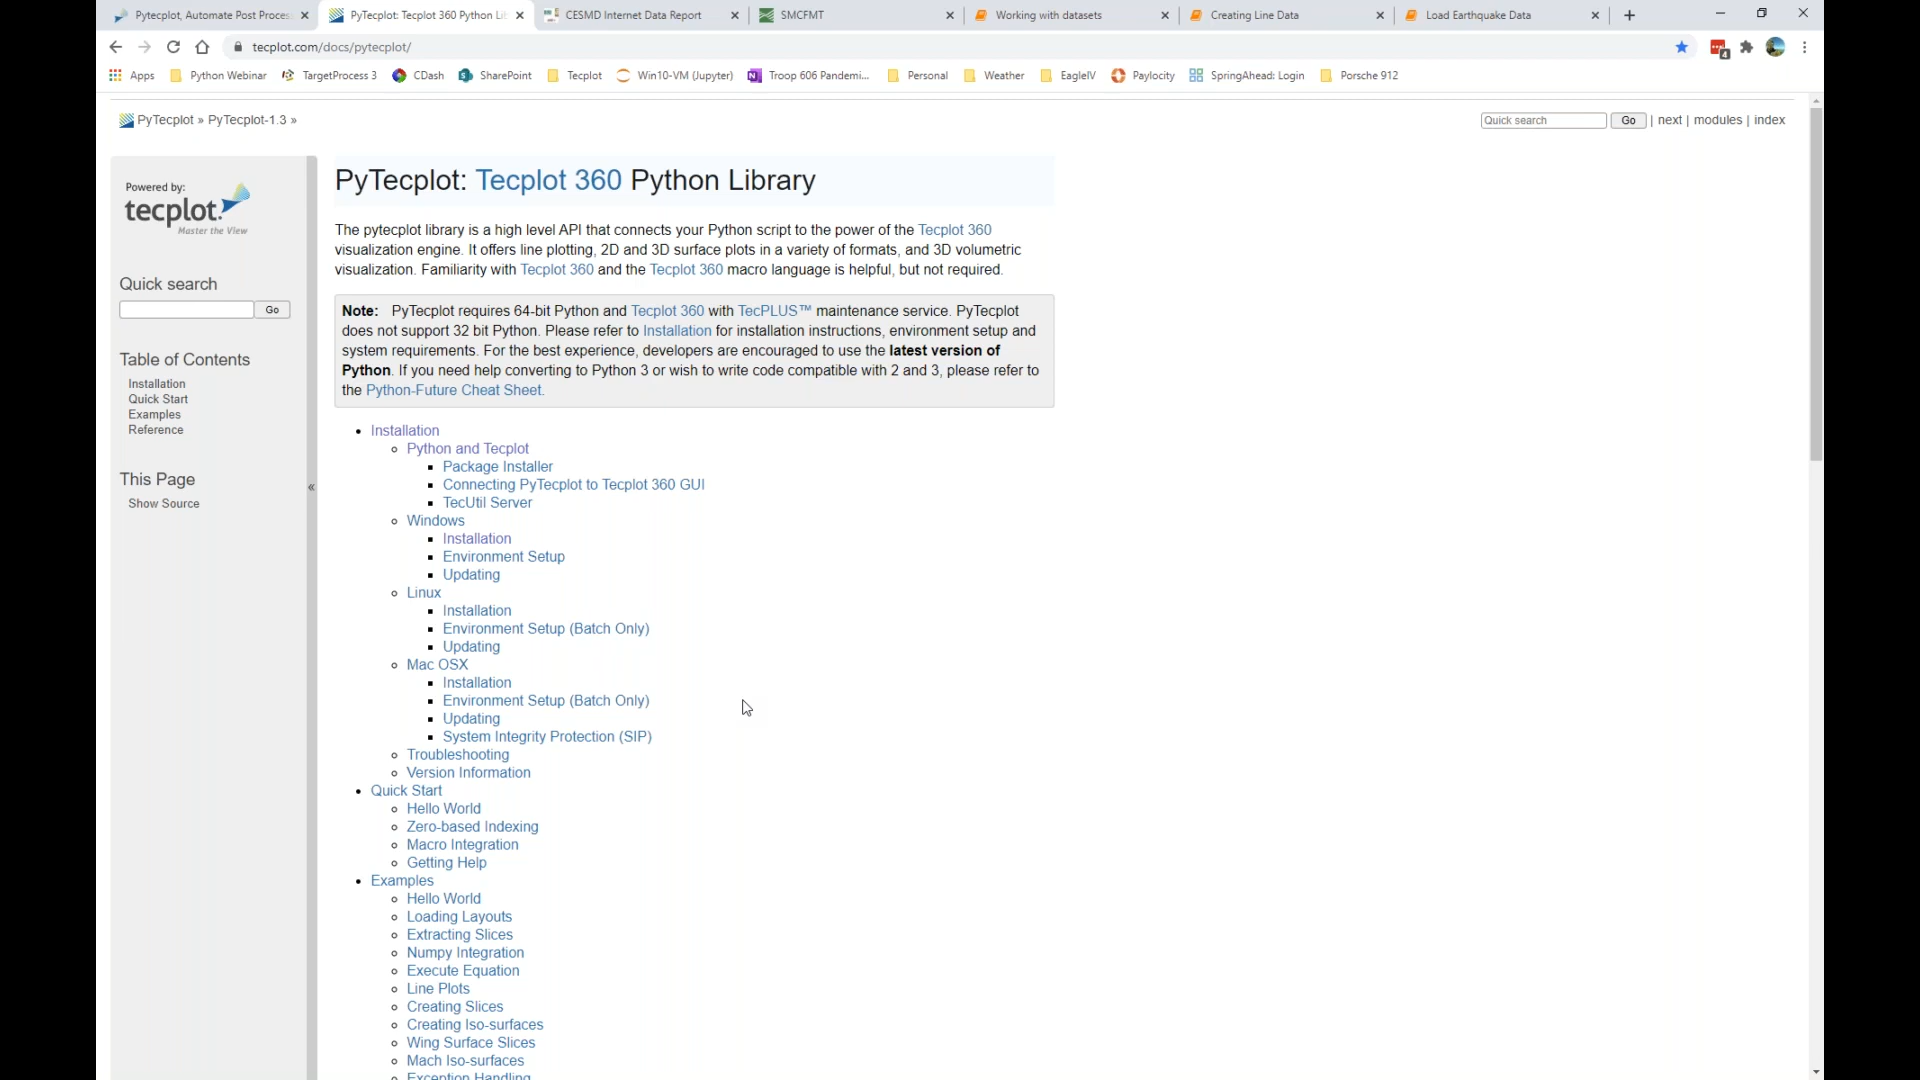 Pytecplot, Automate Post Proces
PyTecplot: Tecplot 360 Python Lib
CESMD Internet Data Report
SMCFMT
Working with datasets
Creating Line Data
Load Earthquake Data
tecplot.com/docs/pytecplot/
4
Apps
Python Webinar
TargetProcess 3
CDash
SharePoint
Tecplot
Win10-VM (Jupyter)
Troop 606 Pandemi...
Personal
Weather
EagleIV
Paylocity
SpringAhead: Login
Porsche 912
PyTecplot » PyTecplot-1.3 »
Quick search Go | next | modules | index
Powered by:
tecplot.
Master the View
Quick search
Go
Table of Contents
Installation
Quick Start
Examples
Reference
This Page
Show Source
«
PyTecplot: Tecplot 360 Python Library
The pytecplot library is a high level API that connects your Python script to the power of the Tecplot 360
visualization engine. It offers line plotting, 2D and 3D surface plots in a variety of formats, and 3D volumetric
visualization. Familiarity with Tecplot 360 and the Tecplot 360 macro language is helpful, but not required.
Note: PyTecplot requires 64-bit Python and Tecplot 360 with TecPLUS™ maintenance service. PyTecplot
does not support 32 bit Python. Please refer to Installation for installation instructions, environment setup and
system requirements. For the best experience, developers are encouraged to use the latest version of
Python. If you need help converting to Python 3 or wish to write code compatible with 2 and 3, please refer to
the Python-Future Cheat Sheet.
Installation
Python and Tecplot
Package Installer
Connecting PyTecplot to Tecplot 360 GUI
TecUtil Server
Windows
Installation
Environment Setup
Updating
Linux
Installation
Environment Setup (Batch Only)
Updating
Mac OSX
Installation
Environment Setup (Batch Only)
Updating
System Integrity Protection (SIP)
Troubleshooting
Version Information
Quick Start
Hello World
Zero-based Indexing
Macro Integration
Getting Help
Examples
Hello World
Loading Layouts
Extracting Slices
Numpy Integration
Execute Equation
Line Plots
Creating Slices
Creating Iso-surfaces
Wing Surface Slices
Mach Iso-surfaces
Exception Handling